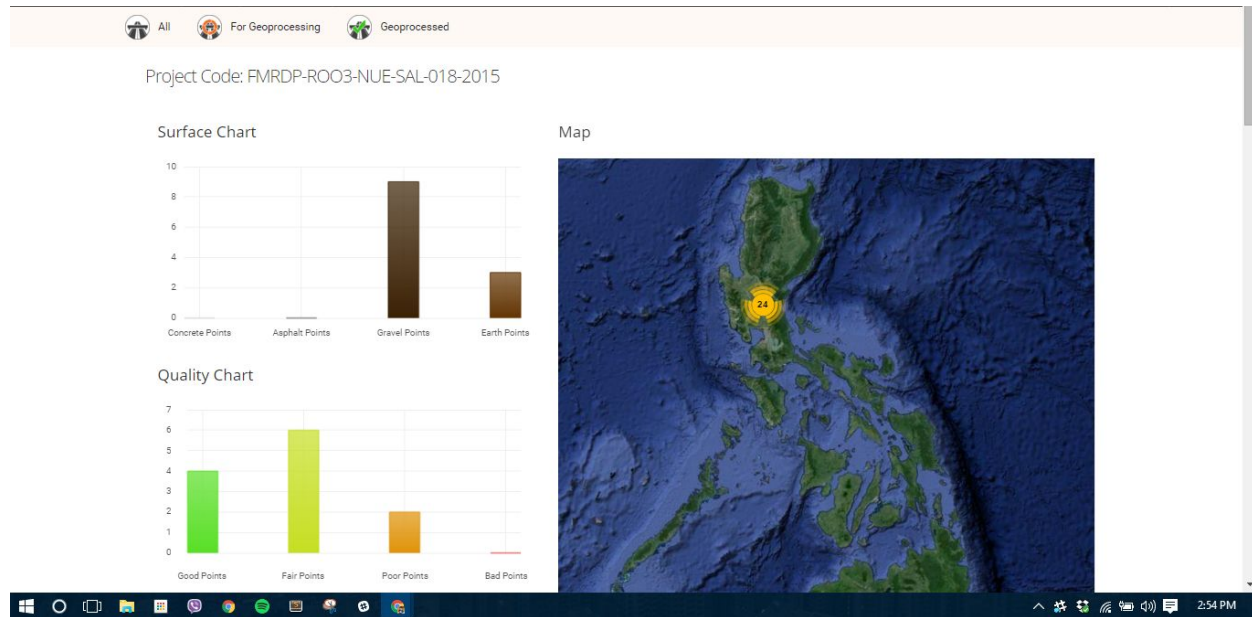 All For Geoprocessing Geoprocessed
Project Code: FMRDP-ROO3-NUE-SAL-018-2015
Surface Chart
10
8
6
4
2
0
Concrete Points Asphalt Points Gravel Points Earth Points
Quality Chart
7
6
5
4
3
2
1
0
Good Points Fair Points Poor Points Bad Points
Map
24
2:54 PM